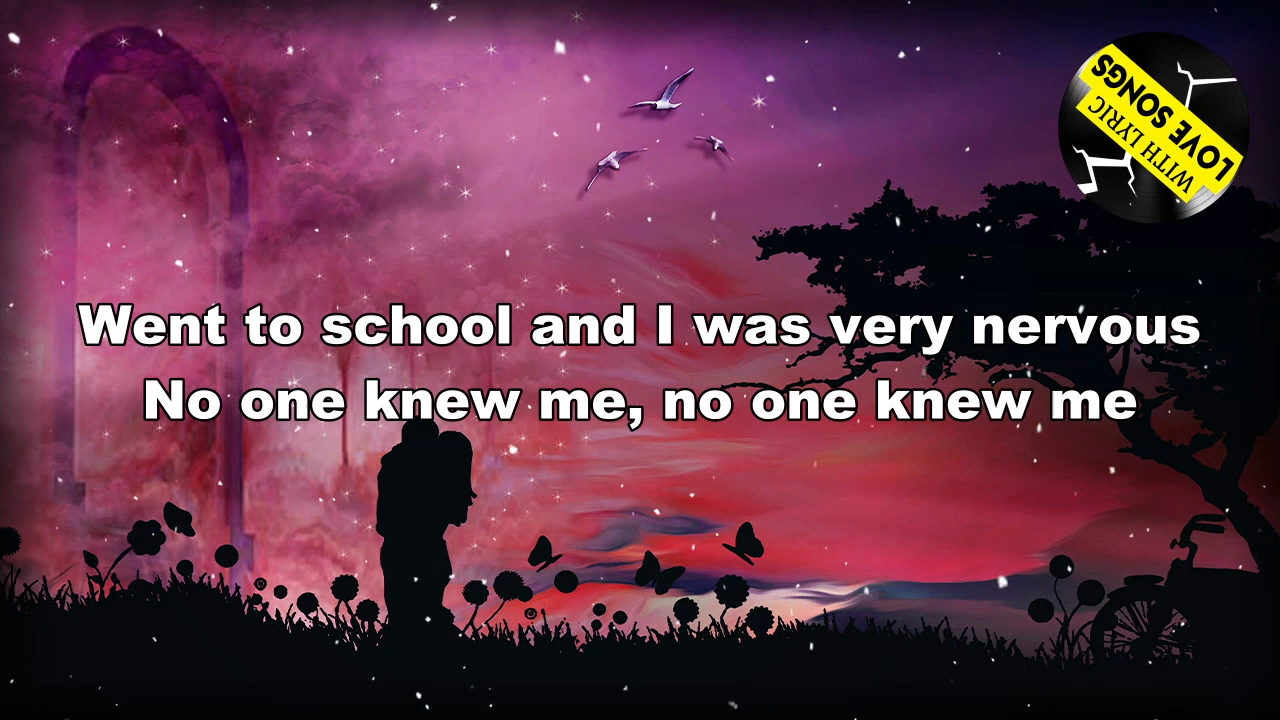 Went to school and I was very nervous
No one knew me, no one knew me
LOVE SONGS
WITH LYRIC